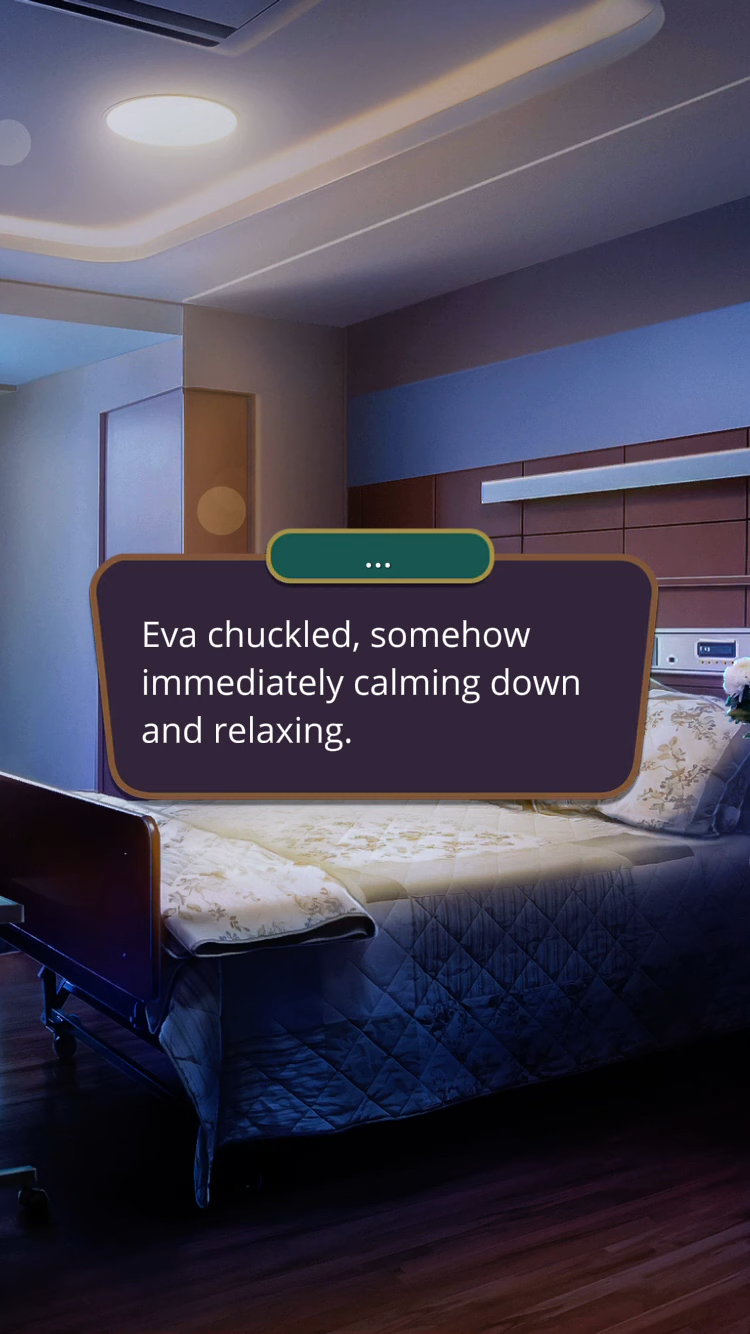 ...
Eva chuckled, somehow
immediately calming down
and relaxing.